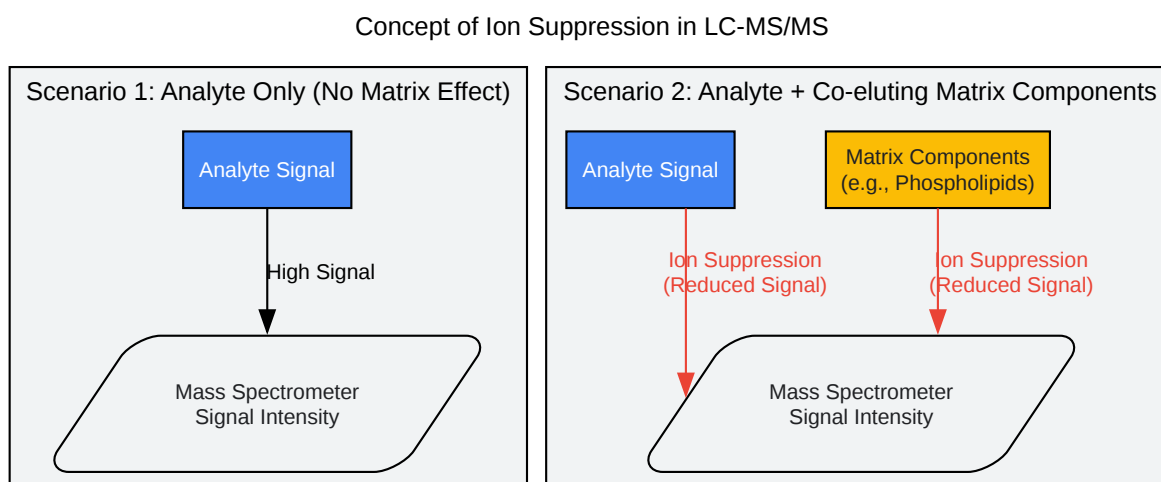 Concept of Ion Suppression in LC-MS/MS
Scenario 1: Analyte Only (No Matrix Effect)
Analyte Signal
High Signal
Mass Spectrometer
Signal Intensity
Scenario 2: Analyte + Co-eluting Matrix Components
Analyte Signal
Matrix Components
(e.g., Phospholipids)
Ion Suppression
(Reduced Signal)
Ion Suppression
(Reduced Signal)
Mass Spectrometer
Signal Intensity